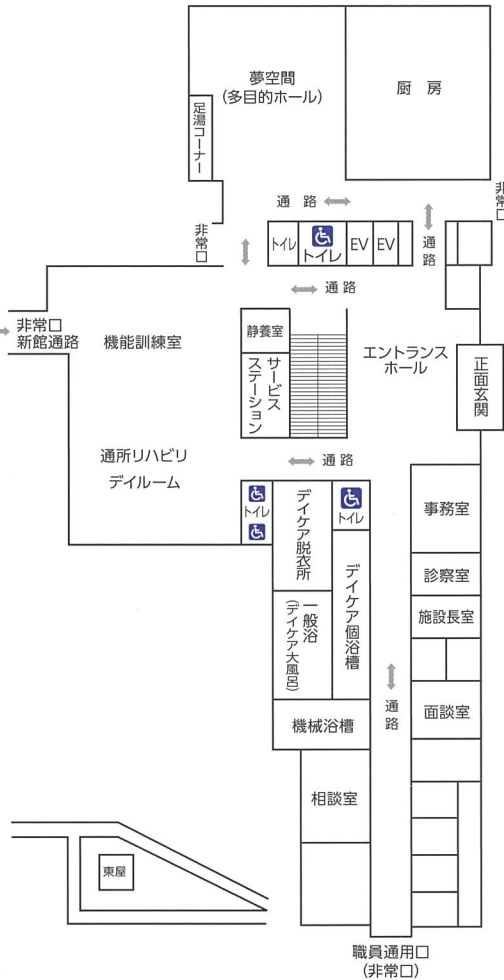 夢空間
(多目的ホール)
厨 房
足湯コーナー
非常口
通 路
非常口
トイレ
トイレ
EV
EV
通路
通 路
非常口
新館通路
機能訓練室
静養室
サービス
ステーション
エントランス
ホール
正面玄関
通所リハビリ
デイルーム
通 路
トイレ
デイケア脱衣所
トイレ
事務室
診察室
施設長室
一般浴
(デイケア大風呂)
デイケア個浴槽
通路
面談室
機械浴槽
相談室
東屋
職員通用口
(非常口)